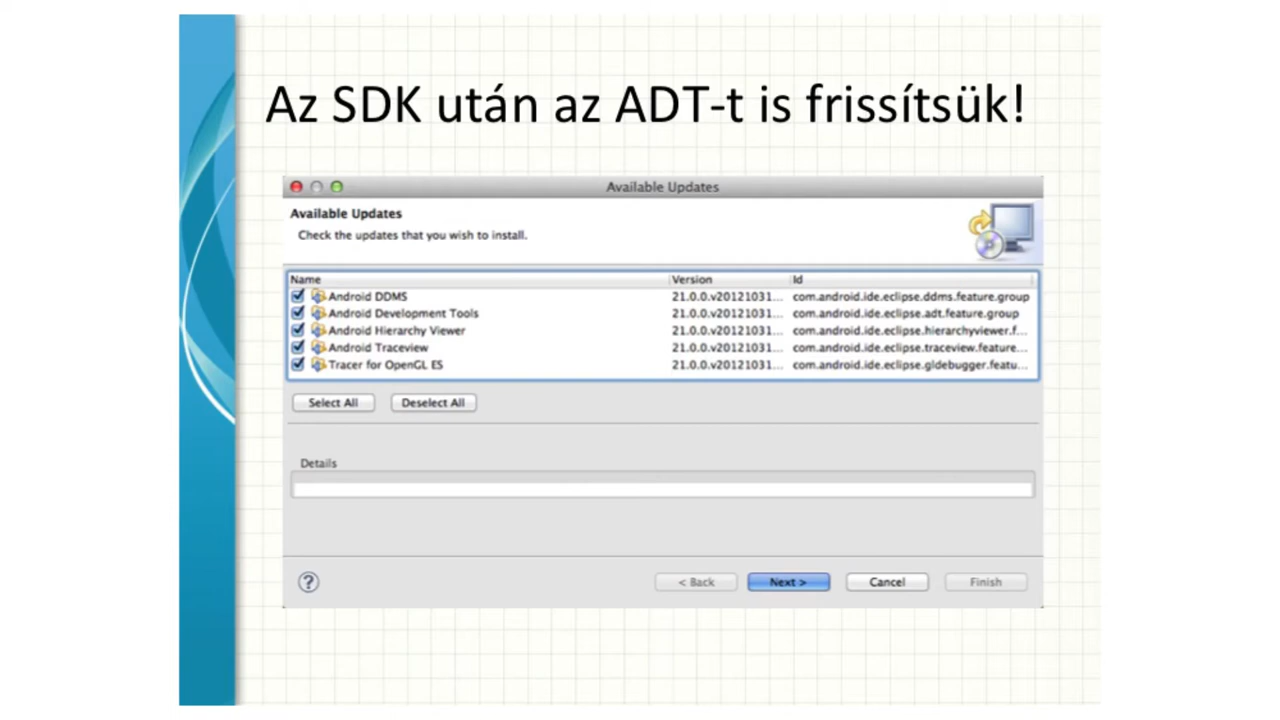 Az SDK után az ADT-t is frissítsük!
Available Updates
Available Updates
Check the updates that you wish to install.
Name Version Id
Android DDMS 21.0.0.v20121031... com.android.ide.eclipse.ddms.feature.group
Android Development Tools 21.0.0.v20121031... com.android.ide.eclipse.adt.feature.group
Android Hierarchy Viewer 21.0.0.v20121031... com.android.ide.eclipse.hierarchyviewer.f...
Android Traceview 21.0.0.v20121031... com.android.ide.eclipse.traceview.feature...
Tracer for OpenGL ES 21.0.0.v20121031... com.android.ide.eclipse.gldebugger.featu...
Select All Deselect All
Details
? < Back Next > Cancel Finish